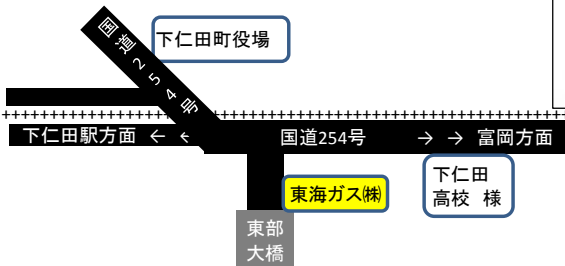 国道254号
下仁田町役場
下仁田駅方面 ← ←
国道254号 → → 富岡方面
東海ガス㈱
下仁田
高校 様
東部
大橋